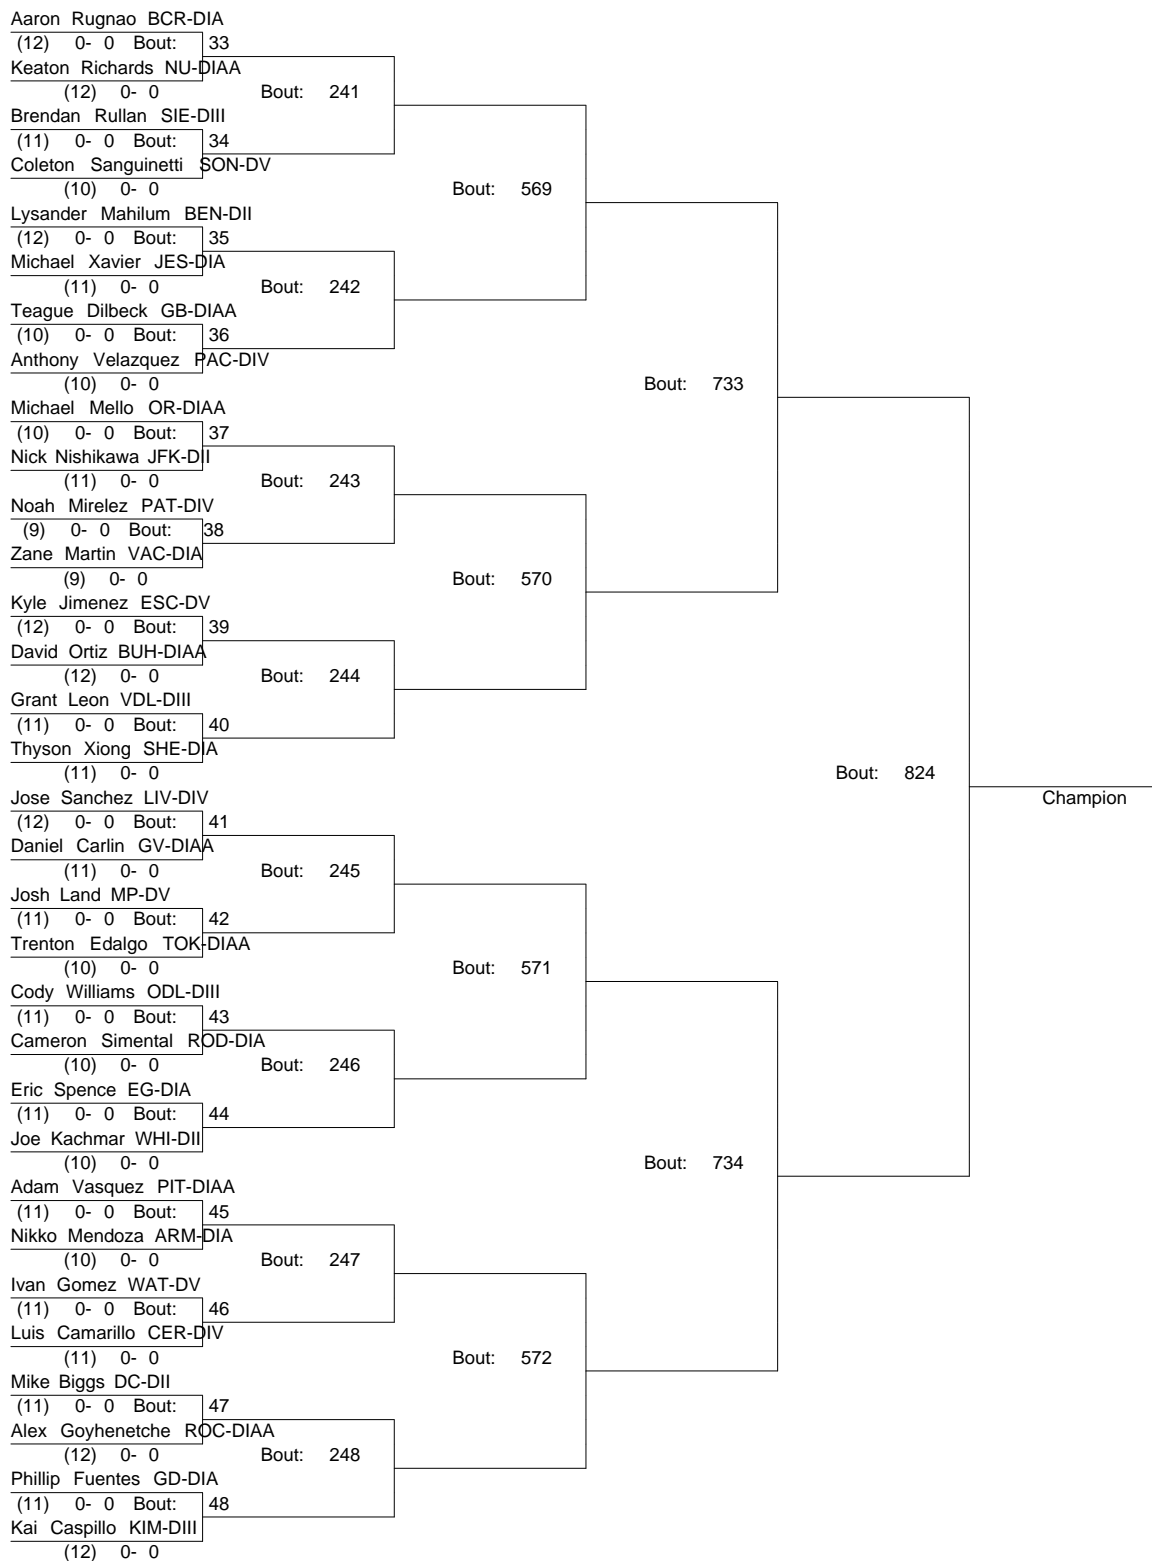 Aaron Rugnao BCR-DIA
(12) 0- 0 Bout: 33
Keaton Richards NU-DIAA
(12) 0- 0 Bout: 241
Brendan Rullan SIE-DIII
(11) 0- 0 Bout: 34
Coleton Sanguinetti SON-DV
(10) 0- 0 Bout: 569
Lysander Mahilum BEN-DII
(12) 0- 0 Bout: 35
Michael Xavier JES-DIA
(11) 0- 0 Bout: 242
Teague Dilbeck GB-DIAA
(10) 0- 0 Bout: 36
Anthony Velazquez PAC-DIV
(10) 0- 0 Bout: 733
Michael Mello OR-DIAA
(10) 0- 0 Bout: 37
Nick Nishikawa JFK-DII
(11) 0- 0 Bout: 243
Noah Mirelez PAT-DIV
(9) 0- 0 Bout: 38
Zane Martin VAC-DIA
(9) 0- 0 Bout: 570
Kyle Jimenez ESC-DV
(12) 0- 0 Bout: 39
David Ortiz BUH-DIAA
(12) 0- 0 Bout: 244
Grant Leon VDL-DIII
(11) 0- 0 Bout: 40
Thyson Xiong SHE-DIA
(11) 0- 0 Bout: 824
Jose Sanchez LIV-DIV Champion
(12) 0- 0 Bout: 41
Daniel Carlin GV-DIAA
(11) 0- 0 Bout: 245
Josh Land MP-DV
(11) 0- 0 Bout: 42
Trenton Edalgo TOK-DIAA
(10) 0- 0 Bout: 571
Cody Williams ODL-DIII
(11) 0- 0 Bout: 43
Cameron Simental ROD-DIA
(10) 0- 0 Bout: 246
Eric Spence EG-DIA
(11) 0- 0 Bout: 44
Joe Kachmar WHI-DII
(10) 0- 0 Bout: 734
Adam Vasquez PIT-DIAA
(11) 0- 0 Bout: 45
Nikko Mendoza ARM-DIA
(10) 0- 0 Bout: 247
Ivan Gomez WAT-DV
(11) 0- 0 Bout: 46
Luis Camarillo CER-DIV
(11) 0- 0 Bout: 572
Mike Biggs DC-DII
(11) 0- 0 Bout: 47
Alex Goyhenetche ROC-DIAA
(12) 0- 0 Bout: 248
Phillip Fuentes GD-DIA
(11) 0- 0 Bout: 48
Kai Caspillo KIM-DIII
(12) 0- 0